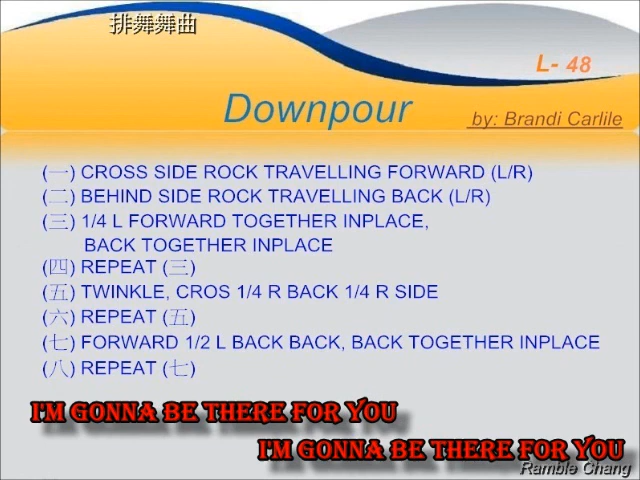 排舞舞曲
L- 48
Downpour
by: Brandi Carlile
(一) CROSS SIDE ROCK TRAVELLING FORWARD (L/R)
(二) BEHIND SIDE ROCK TRAVELLING BACK (L/R)
(三) 1/4 L FORWARD TOGETHER INPLACE,
BACK TOGETHER INPLACE
(四) REPEAT (三)
(五) TWINKLE, CROS 1/4 R BACK 1/4 R SIDE
(六) REPEAT (五)
(七) FORWARD 1/2 L BACK BACK, BACK TOGETHER INPLACE
(八) REPEAT (七)
I'M GONNA BE THERE FOR YOU
I'M GONNA BE THERE FOR YOU
Ramble Chang